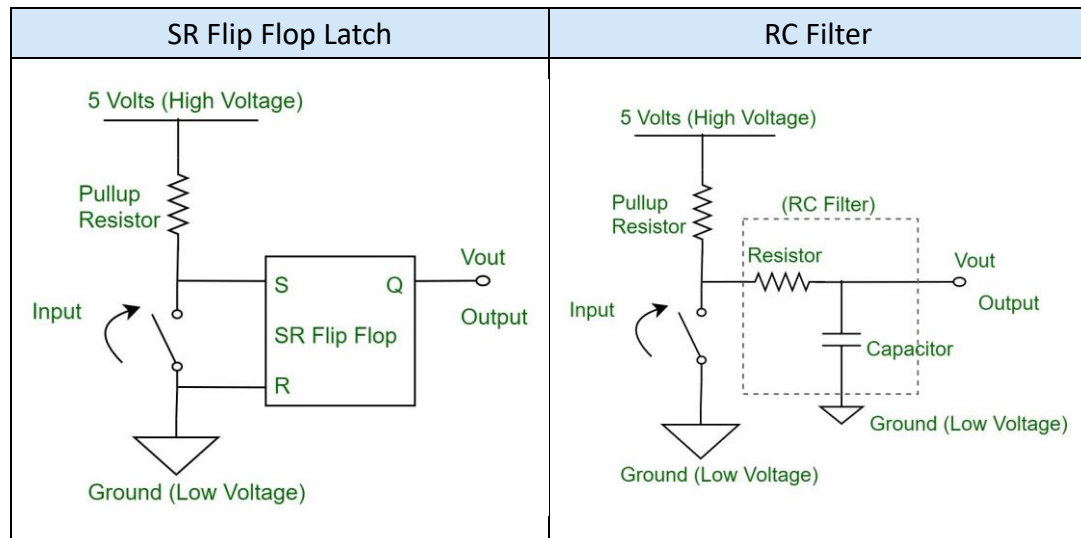 SR Flip Flop Latch
RC Filter
5 Volts (High Voltage)
Pullup
Resistor
Input
S
Q
SR Flip Flop
R
Vout
Output
Ground (Low Voltage)
5 Volts (High Voltage)
Pullup
Resistor
(RC Filter)
Resistor
Vout
Output
Input
Capacitor
Ground (Low Voltage)
Ground (Low Voltage)